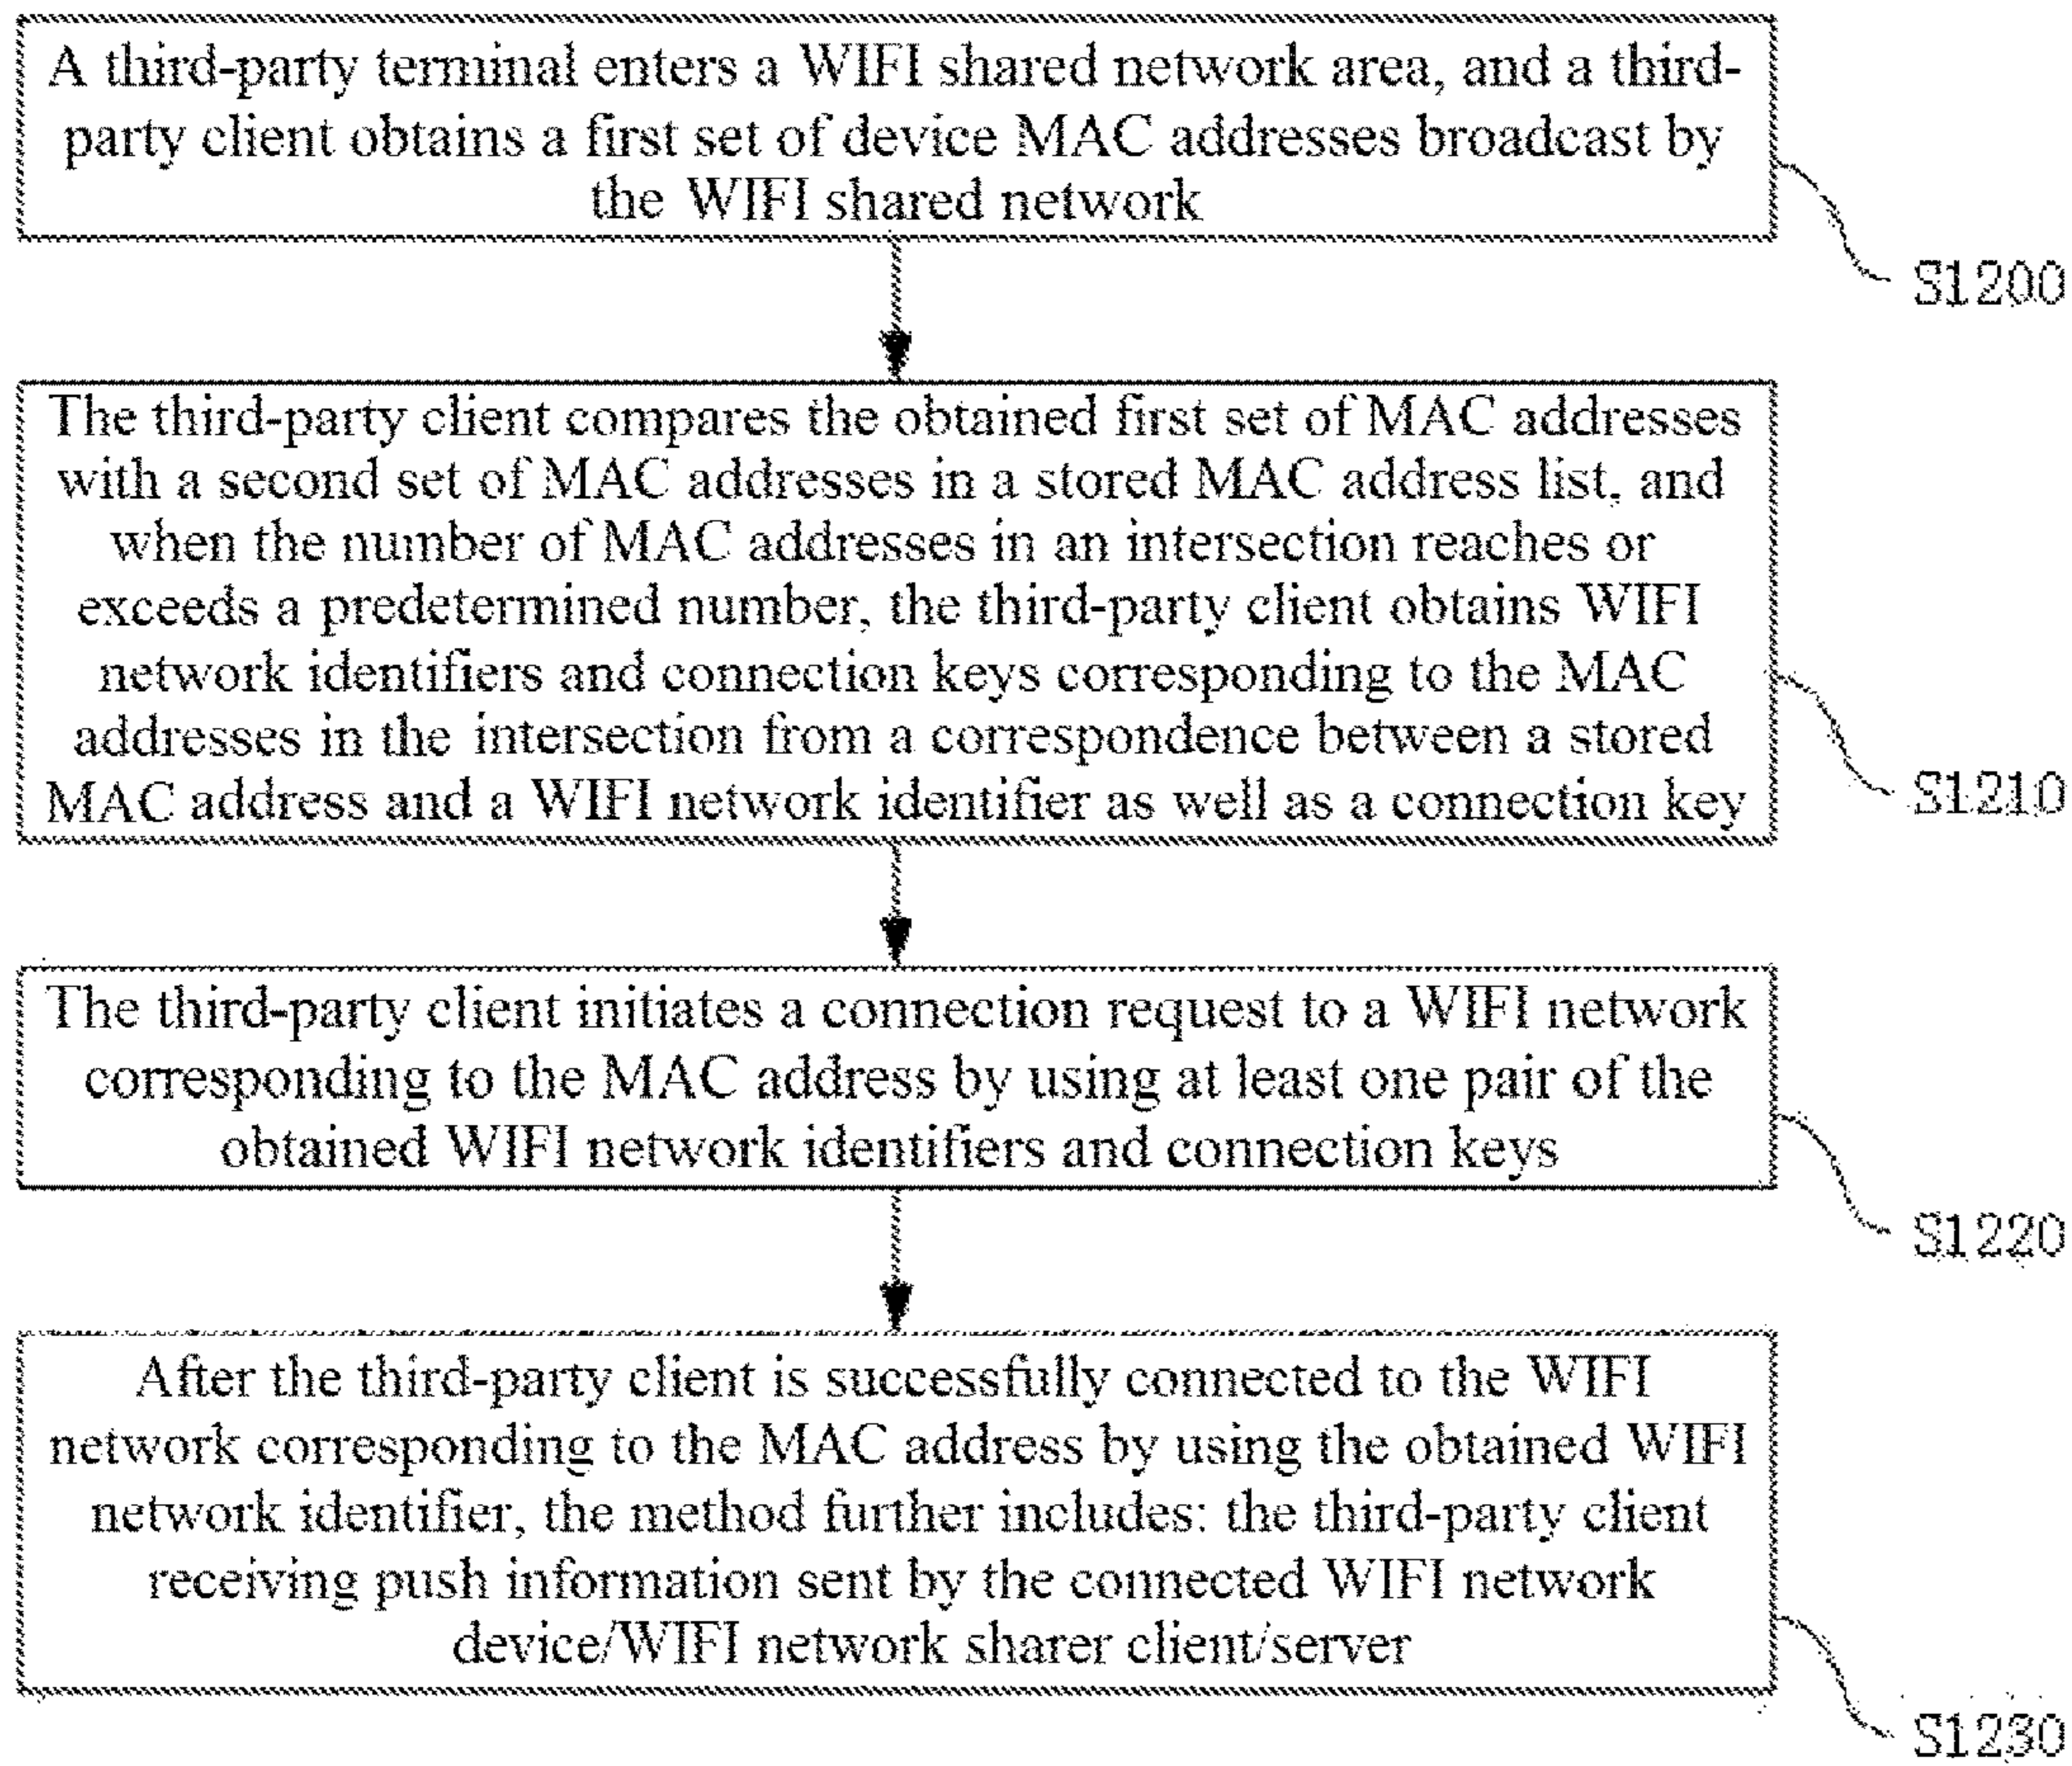 A third-party terminal enters a WIFI shared network area, and a third-
party client obtains a first set of device MAC addresses broadcast by
the WIFI shared network
S1200
The third-party client compares the obtained first set of MAC addresses
with a second set of MAC addresses in a stored MAC address list, and
when the number of MAC addresses in an intersection reaches or
exceeds a predetermined number, the third-party client obtains WIFI
network identifiers and connection keys corresponding to the MAC
addresses in the intersection from a correspondence between a stored
MAC address and a WIFI network identifier as well as a connection key
S1210
The third-party client initiates a connection request to a WIFI network
corresponding to the MAC address by using at least one pair of the
obtained WIFI network identifiers and connection keys
S1220
After the third-party client is successfully connected to the WIFI
network corresponding to the MAC address by using the obtained WIFI
network identifier, the method further includes: the third-party client
receiving push information sent by the connected WIFI network
device/WIFI network sharer client/server
S1230